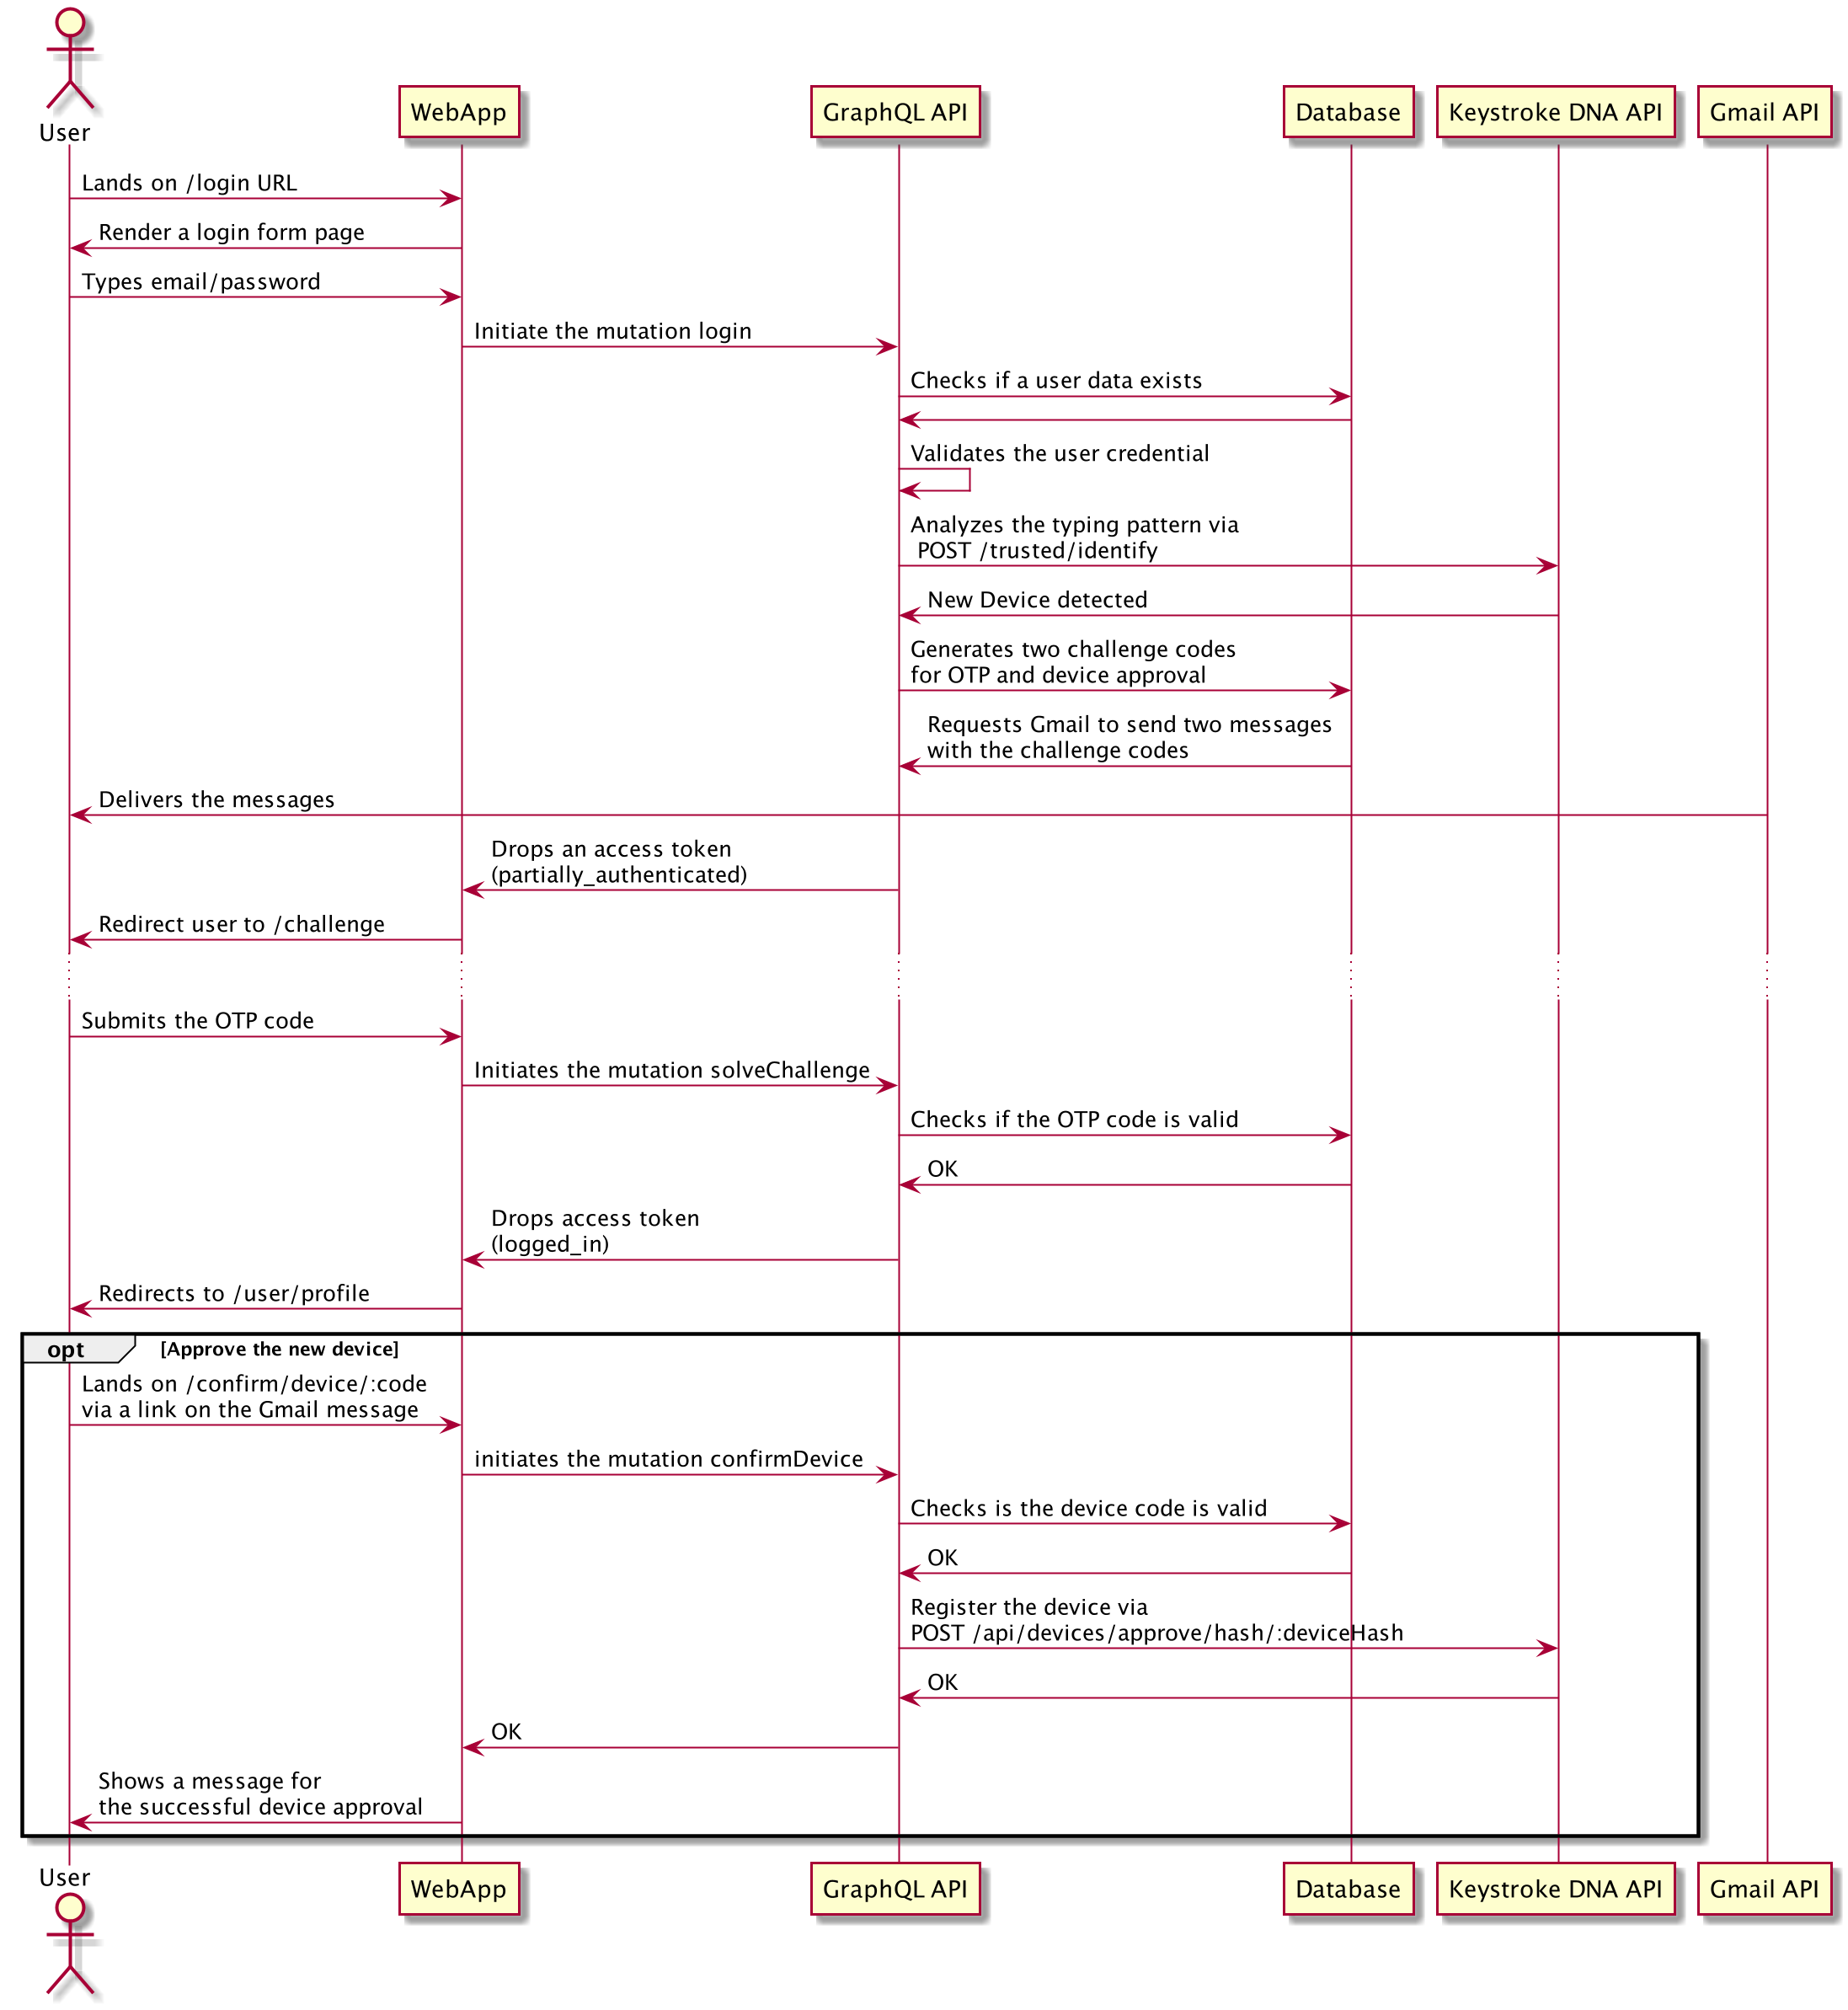 User
WebApp
GraphQL API
Database
Keystroke DNA API
Gmail API
Lands on /login URL
Render a login form page
Types email/password
Initiate the mutation login
Checks if a user data exists
Validates the user credential
Analyzes the typing pattern via
POST /trusted/identify
New Device detected
Generates two challenge codes
for OTP and device approval
Requests Gmail to send two messages
with the challenge codes
Delivers the messages
Drops an access token
(partially_authenticated)
Redirect user to /challenge
Submits the OTP code
Initiates the mutation solveChallenge
Checks if the OTP code is valid
OK
Drops access token
(logged_in)
Redirects to /user/profile
opt
[Approve the new device]
Lands on /confirm/device/:code
via a link on the Gmail message
initiates the mutation confirmDevice
Checks is the device code is valid
OK
Register the device via
POST /api/devices/approve/hash/:deviceHash
OK
OK
Shows a message for
the successful device approval
User
WebApp
GraphQL API
Database
Keystroke DNA API
Gmail API